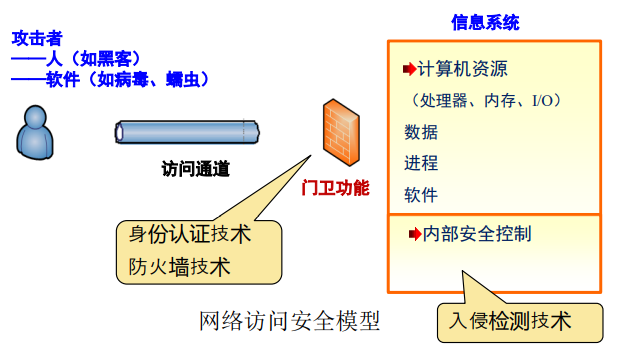 攻击者
——人（如黑客）
——软件（如病毒、蠕虫）
访问通道
门卫功能
身份认证技术
防火墙技术
信息系统
计算机资源
（处理器、内存、I/O）
数据
进程
软件
内部安全控制
入侵检测技术
网络访问安全模型